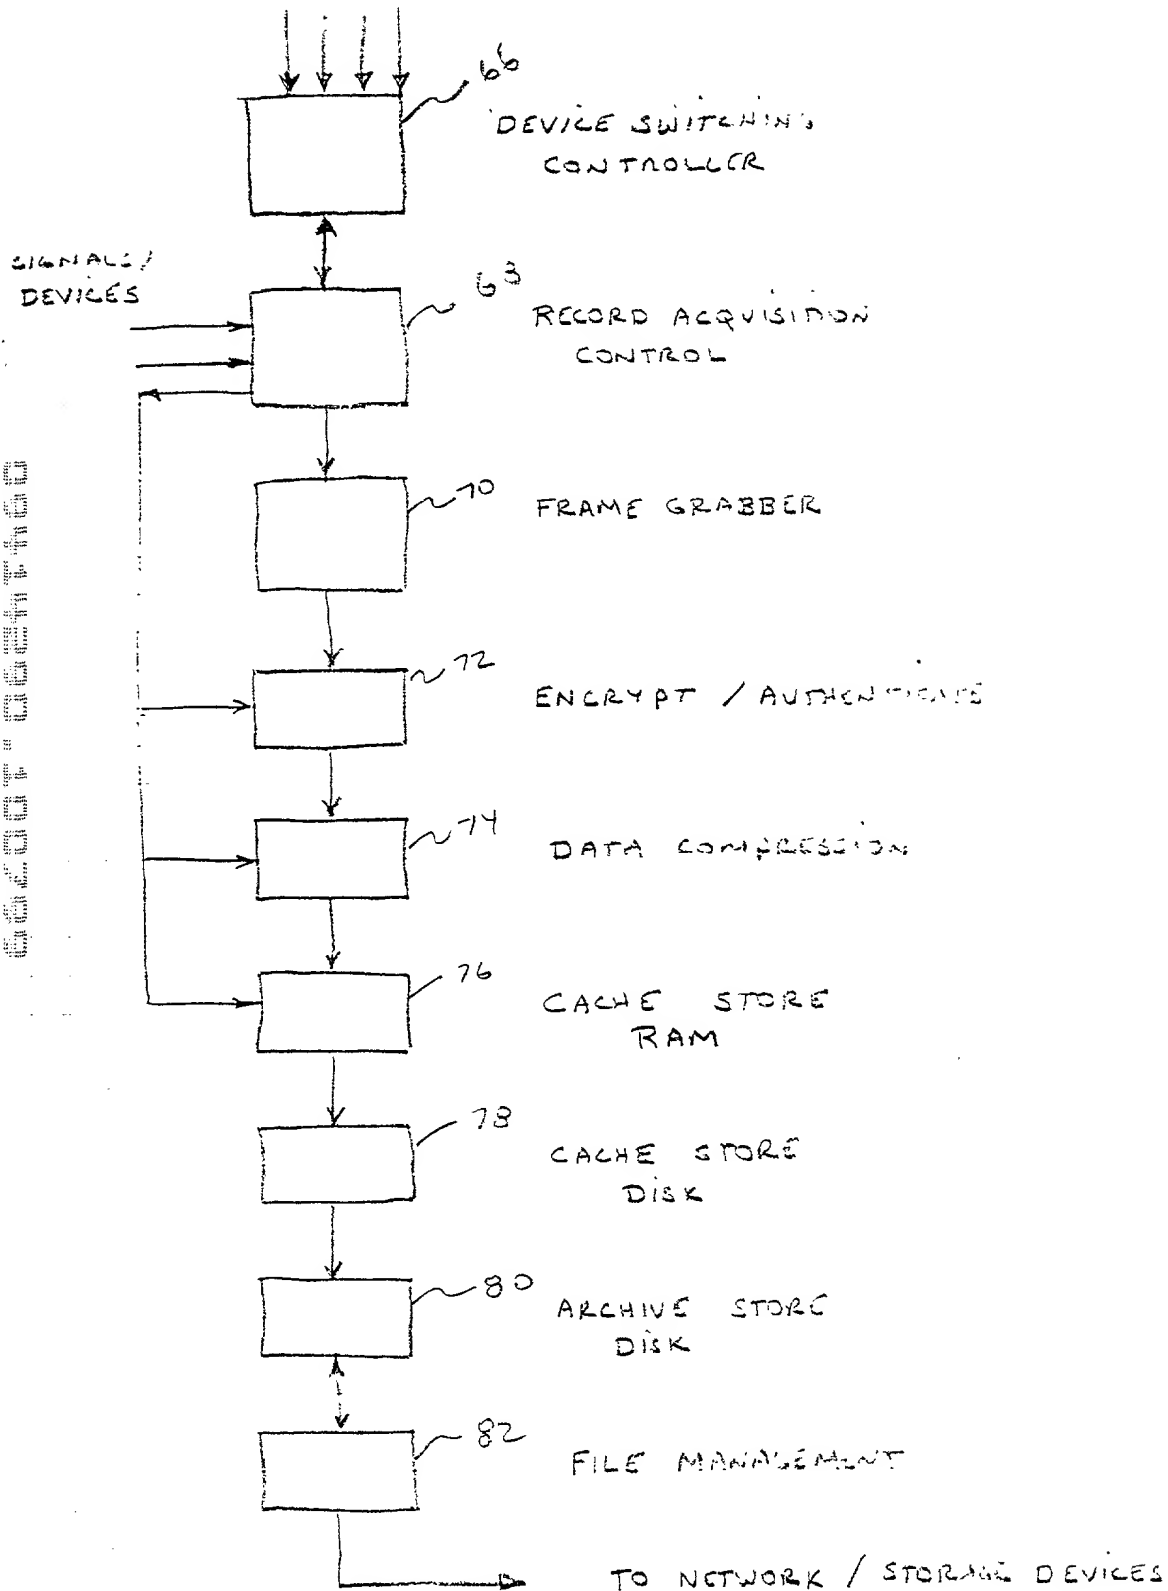 66
DEVICE SWITCHING
CONTROLLER
SIGNALS/
DEVICES
63
RECORD ACQUISITION
CONTROL
70
FRAME GRABBER
72
ENCRYPT / AUTHENTICATE
74
DATA COMPRESSION
76
CACHE STORE
RAM
78
CACHE STORE
DISK
80
ARCHIVE STORE
DISK
82
FILE MANAGEMENT
TO NETWORK / STORAGE DEVICES